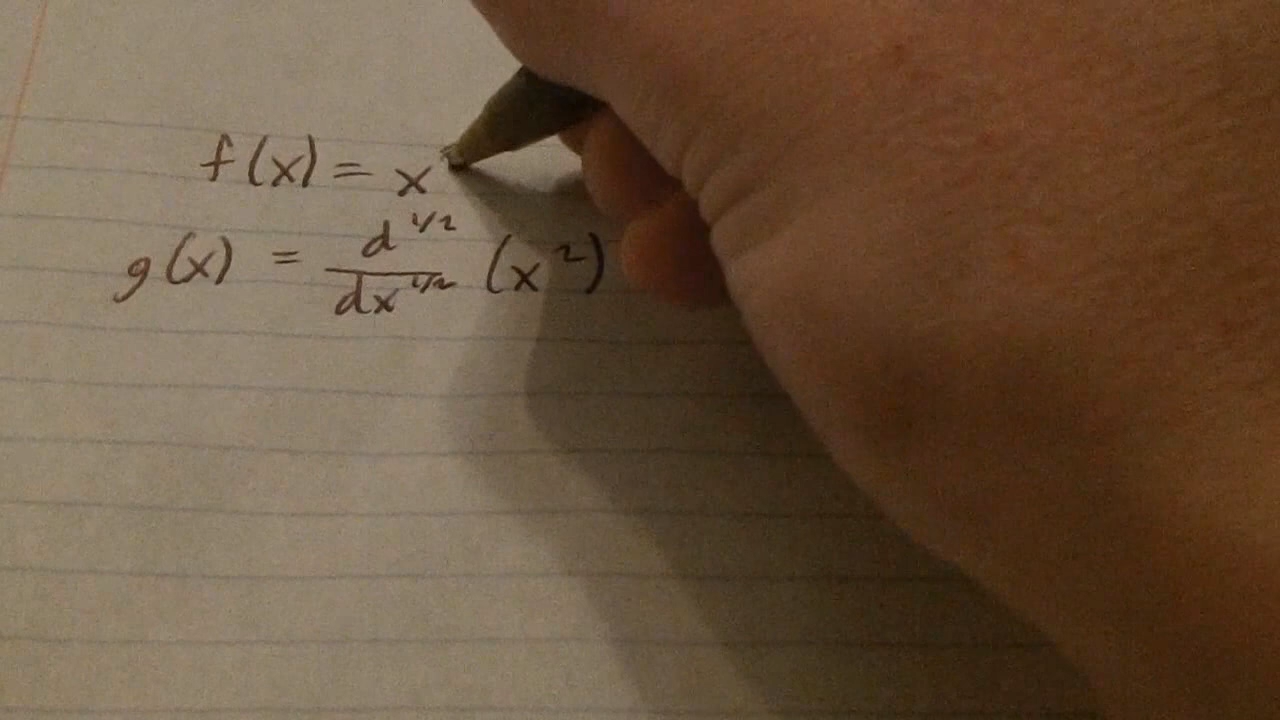 f(x) = x
g(x) = d^1/2/dx^1/2 (x^2)